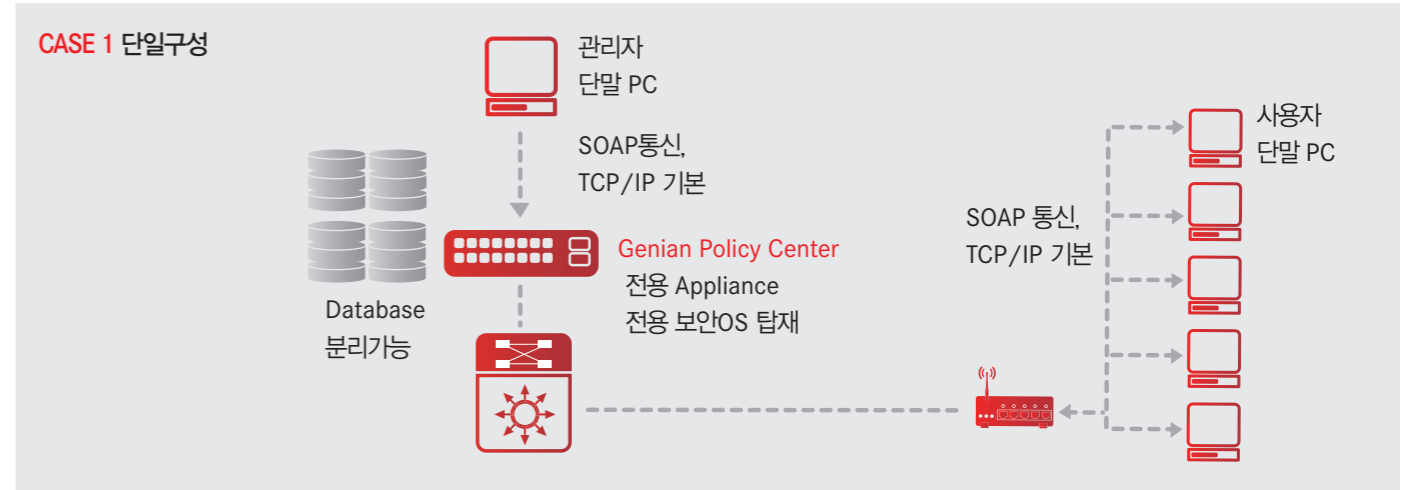 CASE 1 단일구성
관리자
단말 PC
SOAP통신,
TCP/IP 기본
Genian Policy Center
전용 Appliance
전용 보안OS 탑재
Database
분리가능
SOAP 통신,
TCP/IP 기본
사용자
단말 PC